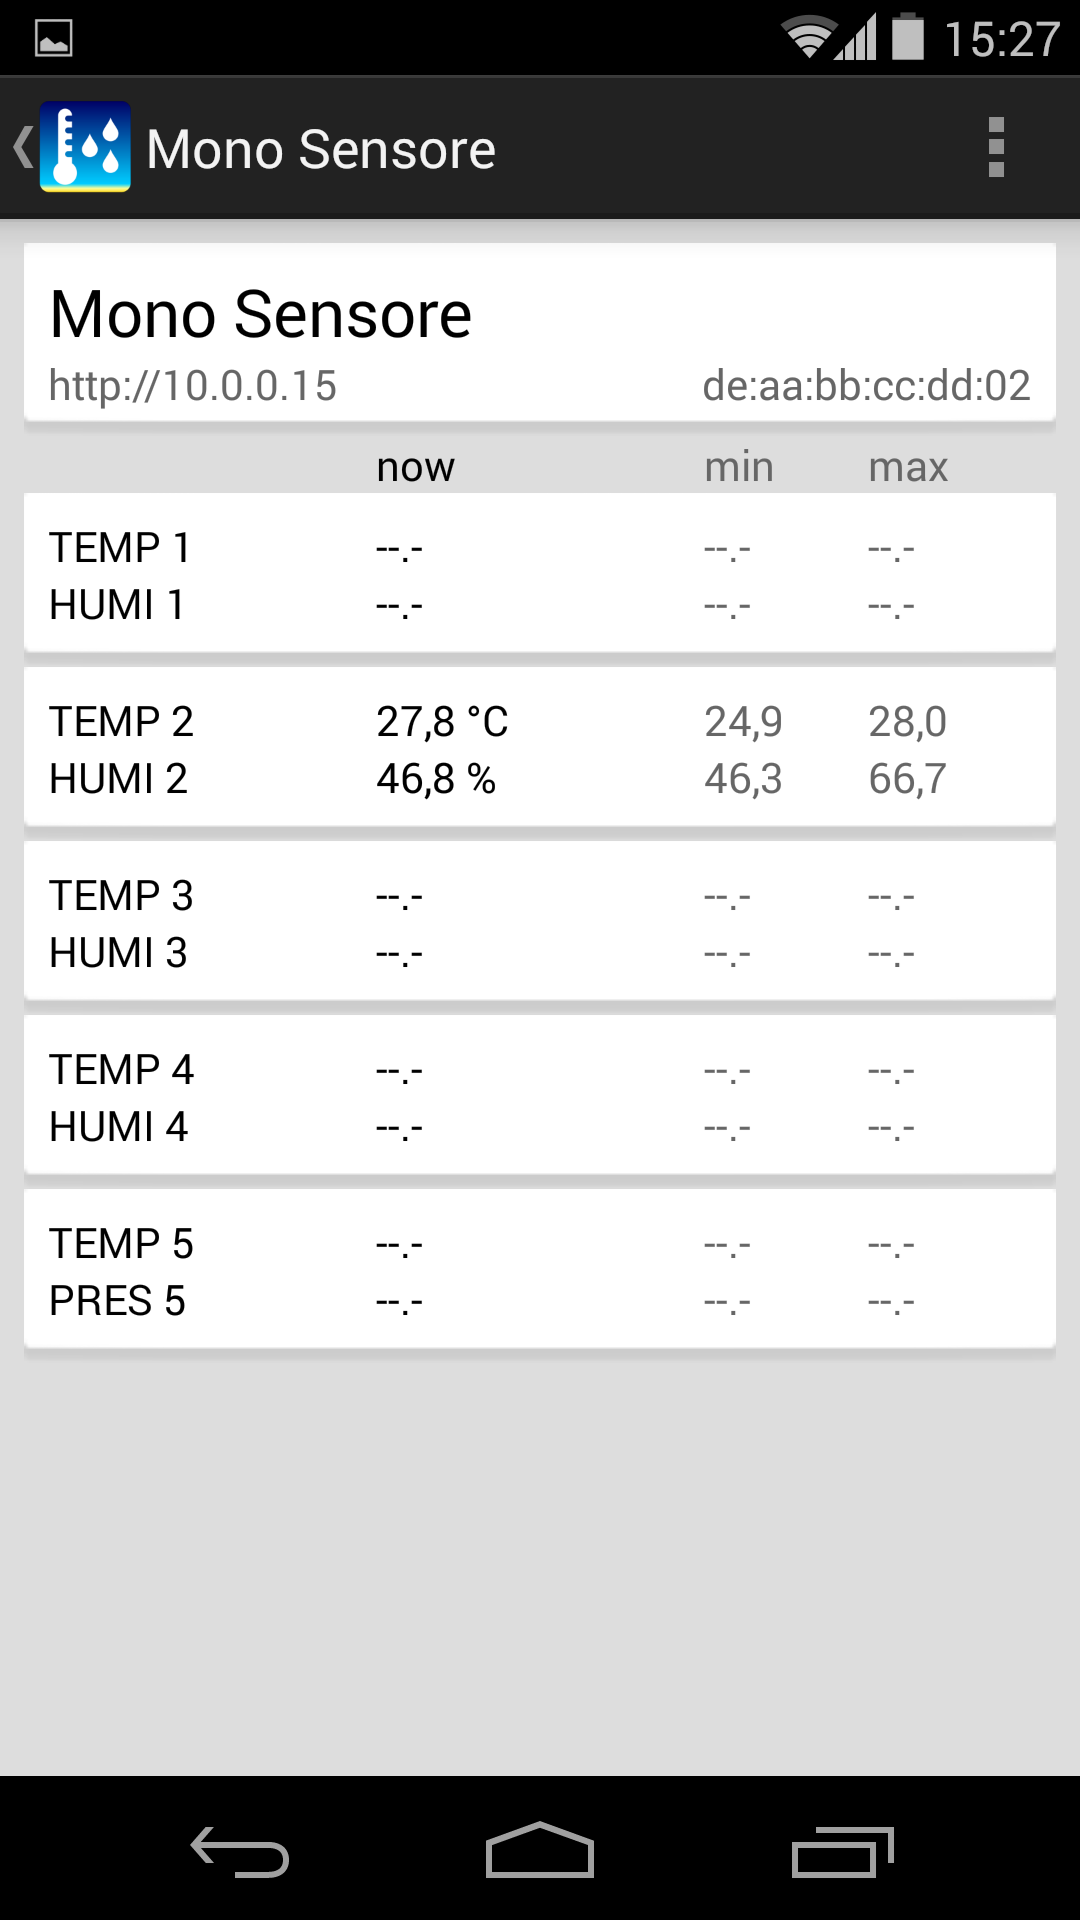 15:27
Mono Sensore
Mono Sensore
http://10.0.0.15 de:aa:bb:cc:dd:02
now min max
TEMP 1 --.- --.- --.-
HUMI 1 --.- --.- --.-
TEMP 2 27,8 °C 24,9 28,0
HUMI 2 46,8 % 46,3 66,7
TEMP 3 --.- --.- --.-
HUMI 3 --.- --.- --.-
TEMP 4 --.- --.- --.-
HUMI 4 --.- --.- --.-
TEMP 5 --.- --.- --.-
PRES 5 --.- --.- --.-